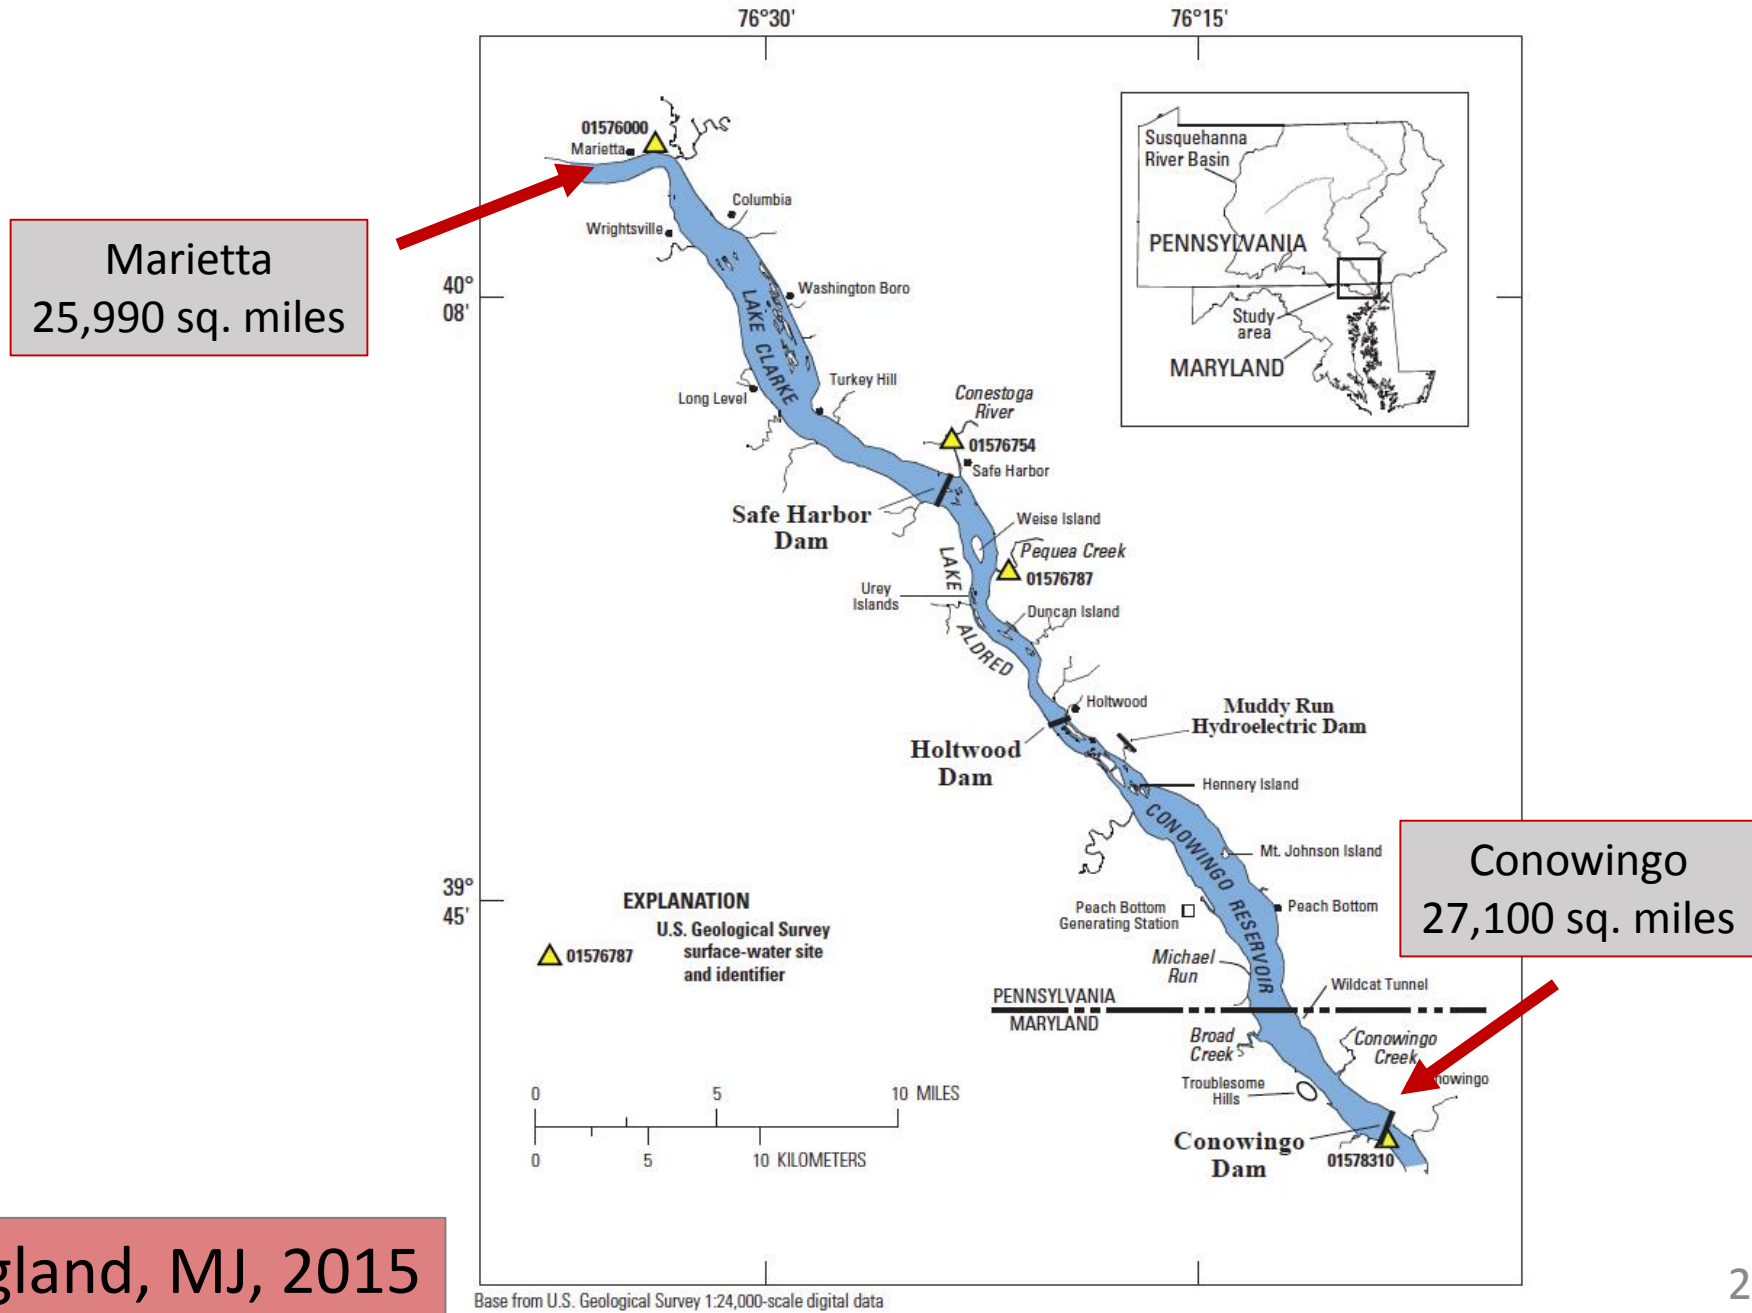 76°30'
76°15'
01576000
Marietta
Columbia
Wrightsville
Marietta
25,990 sq. miles
40°
08'
Washington Boro
LAKE CLARKE
Long Level
Turkey Hill
Conestoga
River
01576754
Safe Harbor
Safe Harbor
Dam
Weise Island
Pequea Creek
01576787
LAKE
ALDRED
Urey
Islands
Duncan Island
Holtwood
Muddy Run
Hydroelectric Dam
Holtwood
Dam
Hennery Island
CONOWINGO RESERVOIR
Mt. Johnson Island
Peach Bottom
Generating Station
Peach Bottom
Conowingo
27,100 sq. miles
39°
45'
EXPLANATION
U.S. Geological Survey
surface-water site
and identifier
01576787
Michael
Run
Wildcat Tunnel
PENNSYLVANIA
MARYLAND
Broad
Creek
Conowingo
Creek
Troublesome
Hills
nowingo
Conowingo
Dam
01578310
0 5 10 MILES
0 5 10 KILOMETERS
Susquehanna
River Basin
PENNSYLVANIA
Study
area
MARYLAND
gland, MJ, 2015
Base from U.S. Geological Survey 1:24,000-scale digital data
2